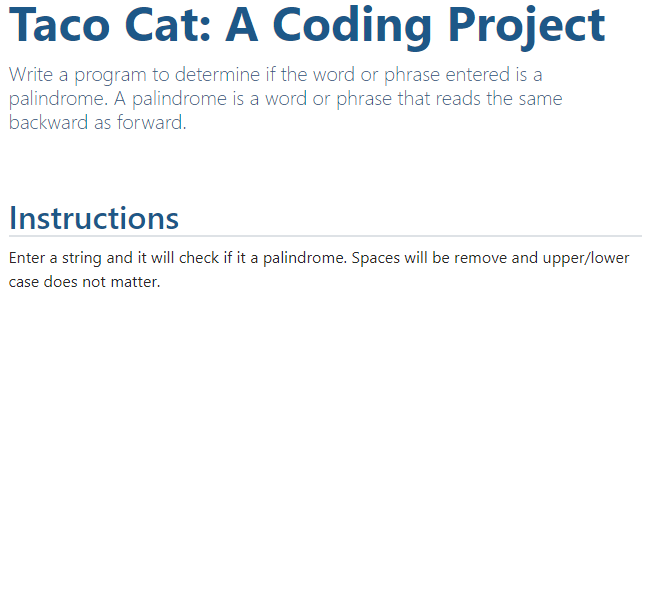 Taco Cat: A Coding Project
Write a program to determine if the word or phrase entered is a
palindrome. A palindrome is a word or phrase that reads the same
backward as forward.
Instructions
Enter a string and it will check if it a palindrome. Spaces will be remove and upper/lower
case does not matter.